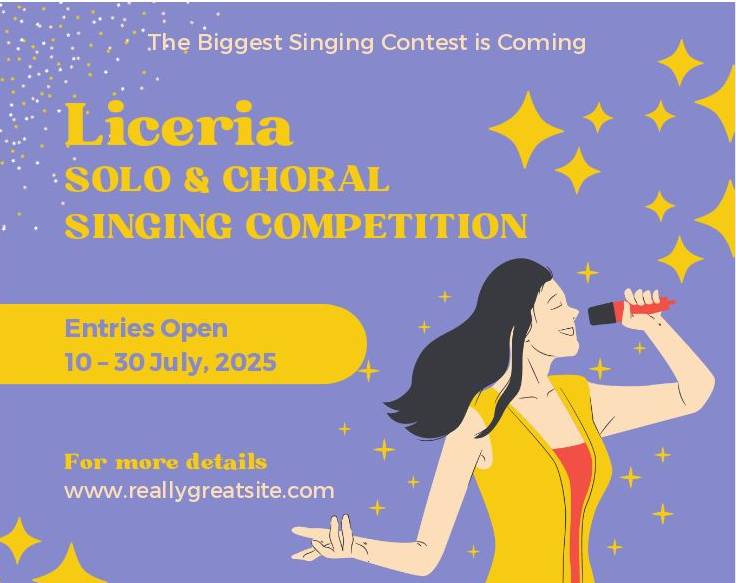 The Biggest Singing Contest is Coming
Liceria
SOLO & CHORAL
SINGING COMPETITION
Entries Open
10 – 30 July, 2025
For more details
www.reallygreatsite.com